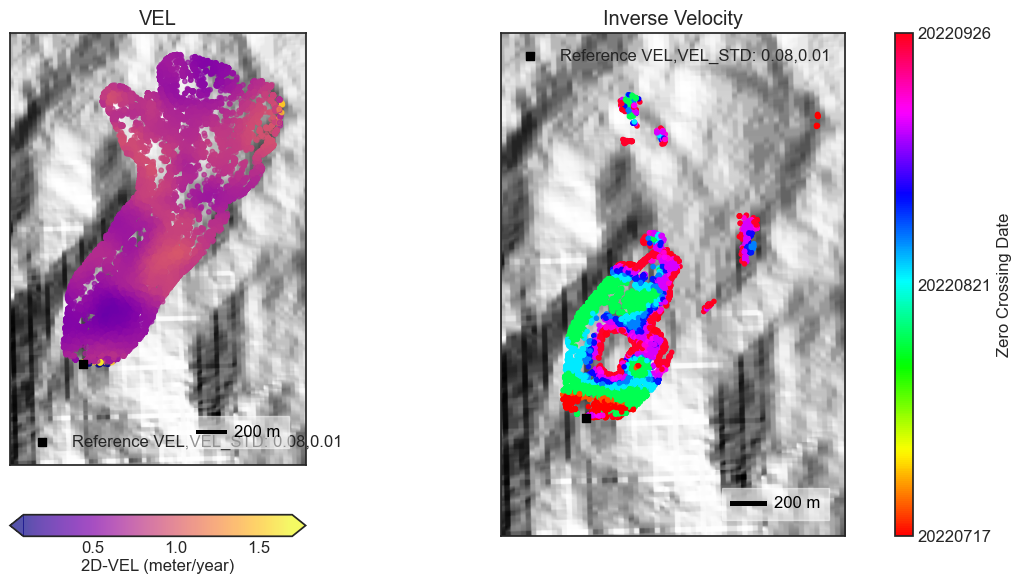 VEL
Reference VEL,VEL_STD: 0.08,0.01
200 m
0.5 1.0 1.5
2D-VEL (meter/year)
Inverse Velocity
Reference VEL,VEL_STD: 0.08,0.01
200 m
20220926
20220821
20220717
Zero Crossing Date